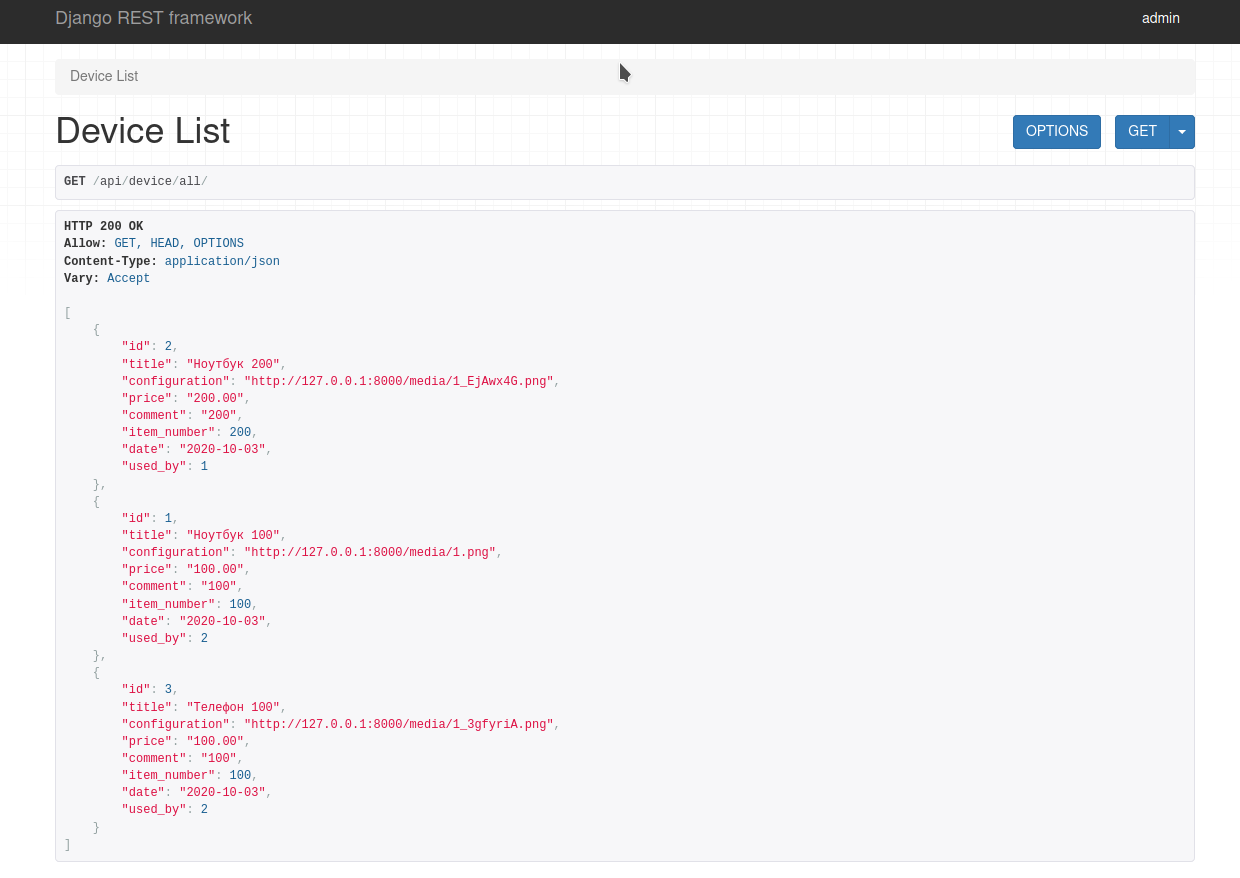 Django REST framework
admin
Device List
Device List
OPTIONS
GET
GET /api/device/all/
HTTP 200 OK
Allow: GET, HEAD, OPTIONS
Content-Type: application/json
Vary: Accept
[
    {
        "id": 2,
        "title": "Ноутбук 200",
        "configuration": "http://127.0.0.1:8000/media/1_EjAwx4G.png",
        "price": "200.00",
        "comment": "200",
        "item_number": 200,
        "date": "2020-10-03",
        "used_by": 1
    },
    {
        "id": 1,
        "title": "Ноутбук 100",
        "configuration": "http://127.0.0.1:8000/media/1.png",
        "price": "100.00",
        "comment": "100",
        "item_number": 100,
        "date": "2020-10-03",
        "used_by": 2
    },
    {
        "id": 3,
        "title": "Телефон 100",
        "configuration": "http://127.0.0.1:8000/media/1_3gfyriA.png",
        "price": "100.00",
        "comment": "100",
        "item_number": 100,
        "date": "2020-10-03",
        "used_by": 2
    }
]